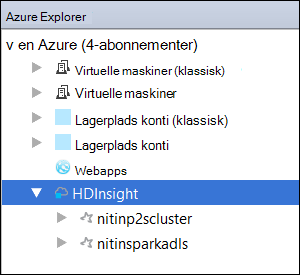 Azure Explorer
v en Azure (4-abonnementer)
Virtuelle maskiner (klassisk)
Virtuelle maskiner
Lagerplads konti (klassisk)
Lagerplads konti
Webapps
HDInsight
nitinp2scluster
nitinsparkadls